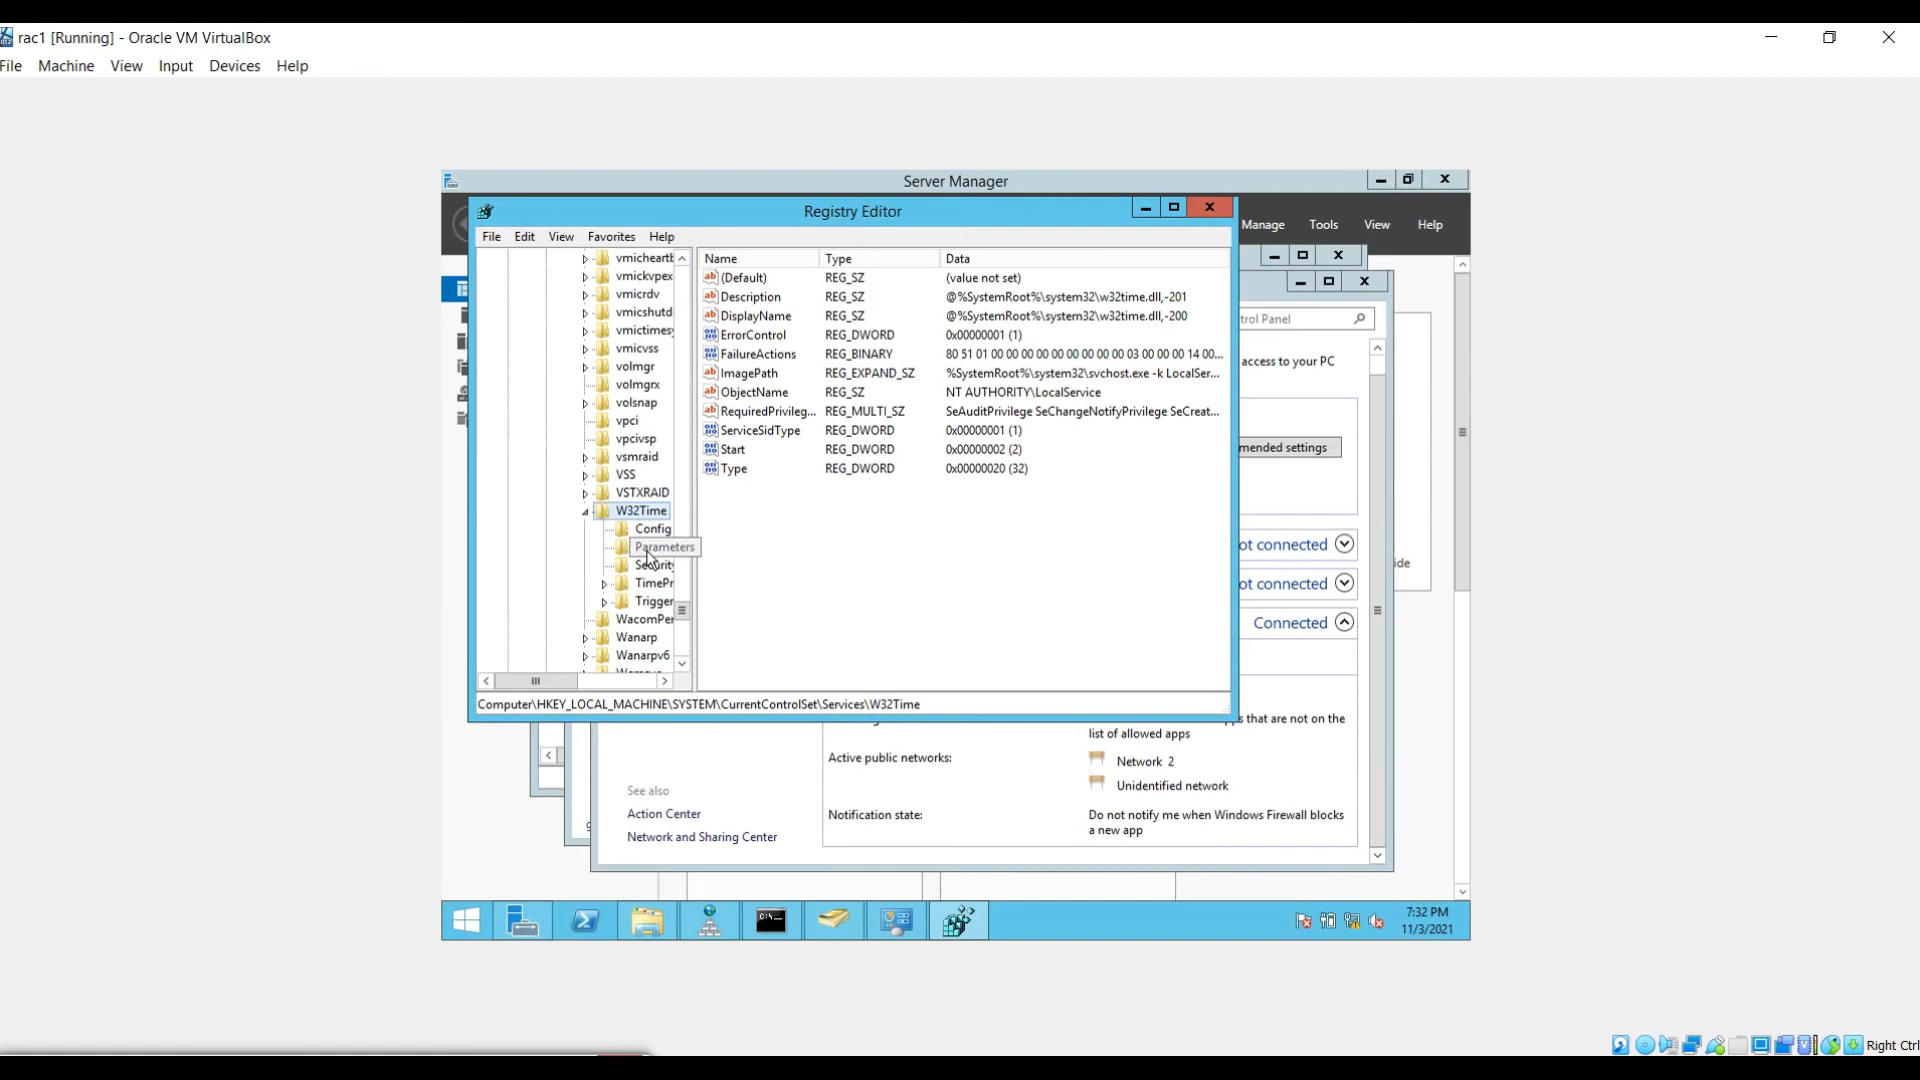 rac1 [Running] - Oracle VM VirtualBox
File Machine View Input Devices Help
Server Manager
Manage Tools View Help
Registry Editor
File Edit View Favorites Help
vmicheartb
vmickvpex
vmicrdv
vmicshutd
vmictimesy
vmicvss
volmgr
volmgrx
volsnap
vpci
vpcivsp
vsmraid
VSS
VSTXRAID
W32Time
Config
Parameters
Security
TimePr
Trigger
WacomPer
Wanarp
Wanarpv6
Name Type Data
(Default) REG_SZ (value not set)
Description REG_SZ @%SystemRoot%\system32\w32time.dll,-201
DisplayName REG_SZ @%SystemRoot%\system32\w32time.dll,-200
ErrorControl REG_DWORD 0x00000001 (1)
FailureActions REG_BINARY 80 51 01 00 00 00 00 00 00 00 00 00 03 00 00 00 14 00...
ImagePath REG_EXPAND_SZ %SystemRoot%\system32\svchost.exe -k LocalSer...
ObjectName REG_SZ NT AUTHORITY\LocalService
RequiredPrivileg... REG_MULTI_SZ SeAuditPrivilege SeChangeNotifyPrivilege SeCreat...
ServiceSidType REG_DWORD 0x00000001 (1)
Start REG_DWORD 0x00000002 (2)
Type REG_DWORD 0x00000020 (32)
Computer\HKEY_LOCAL_MACHINE\SYSTEM\CurrentControlSet\Services\W32Time
trol Panel
access to your PC
mended settings
ot connected
ide
ot connected
Connected
s that are not on the
list of allowed apps
Active public networks:
Network 2
Unidentified network
See also
Action Center
Network and Sharing Center
Notification state:
Do not notify me when Windows Firewall blocks
a new app
7:32 PM
11/3/2021
Right Ctrl